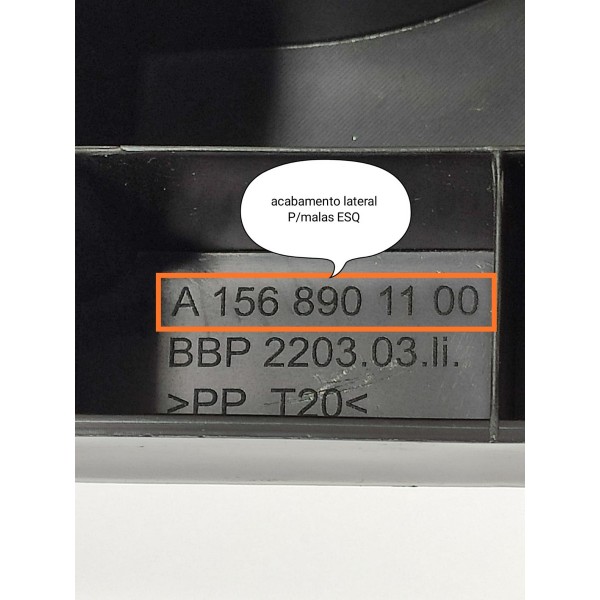 acabamento lateral
P/malas ESQ
A 156 890 11 00
BBP 2203.03.li.
>PP T20<